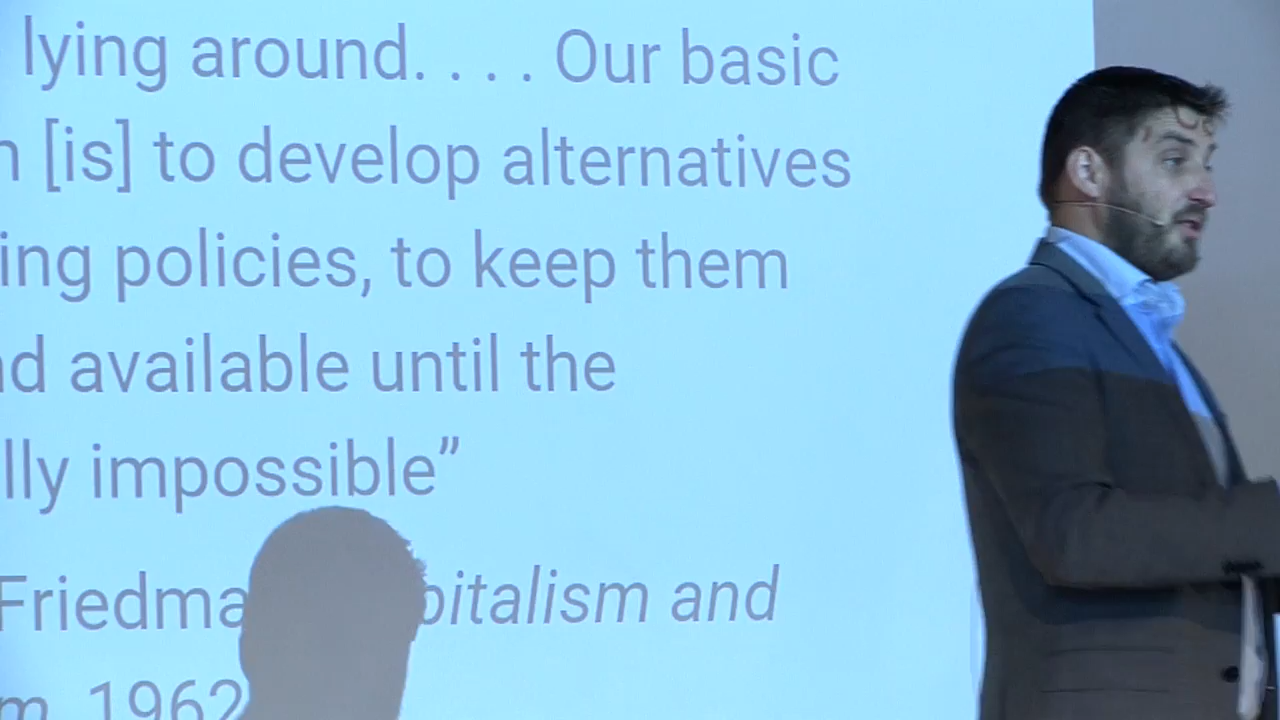 lying around. . . . Our basic
[is] to develop alternatives
ing policies, to keep them
d available until the
lly impossible”
Friedma pitalism and
m, 1962